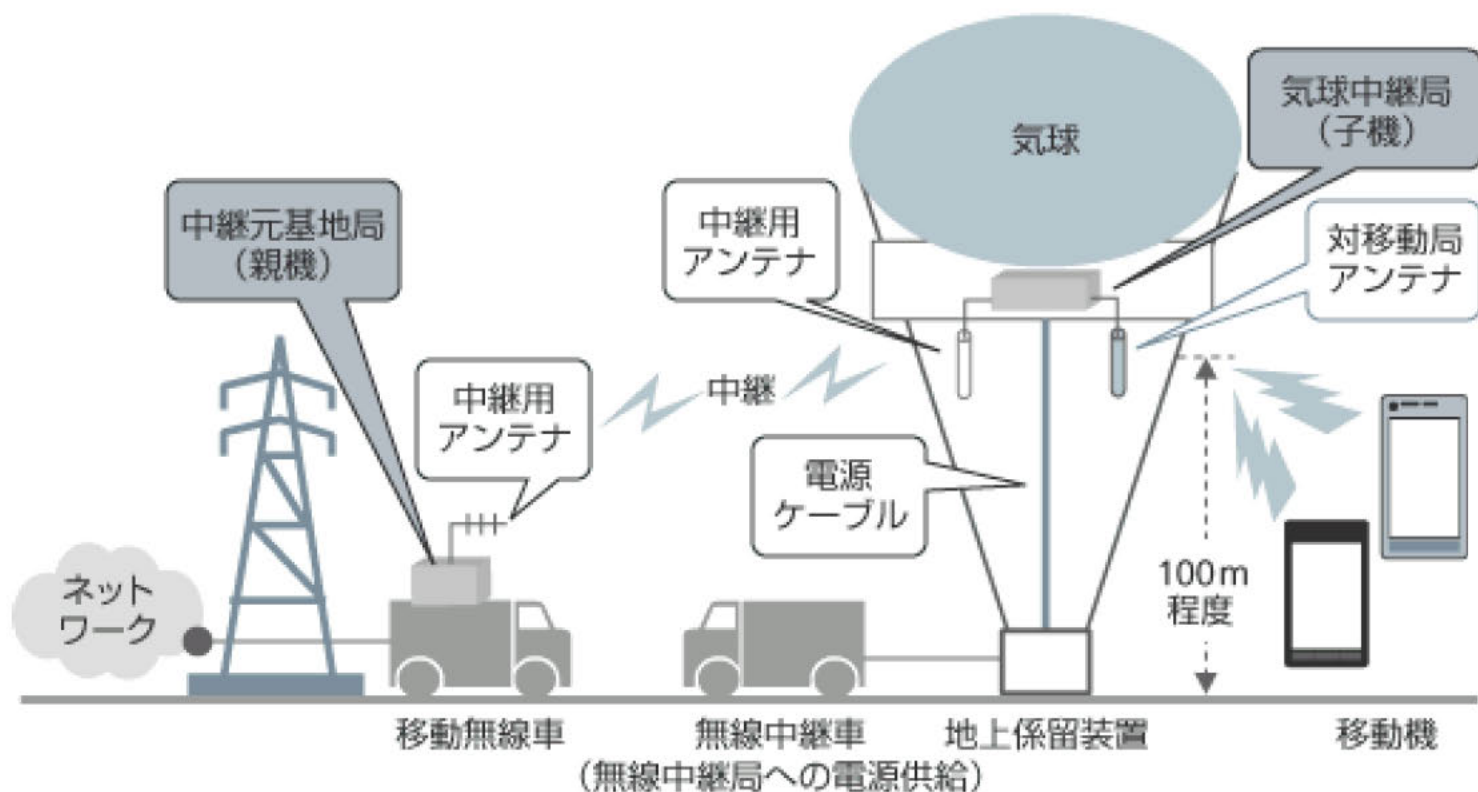 気球
気球中継局
（子機）
中継元基地局
（親機）
中継用
アンテナ
対移動局
アンテナ
中継用
アンテナ
中継
電源
ケーブル
100m
程度
ネット
ワーク
移動無線車
無線中継車
（無線中継局への電源供給）
地上係留装置
移動機